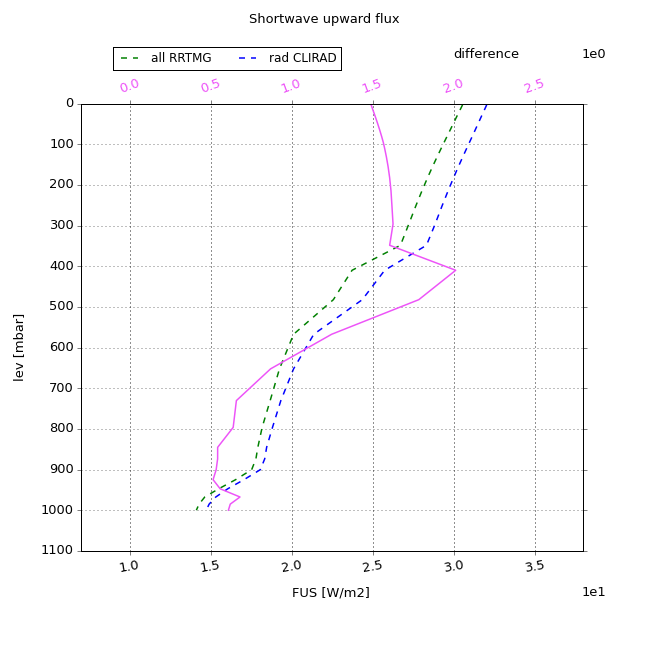 Shortwave upward flux
all RRTMG rad CLIRAD difference 1e0
0.0 0.5 1.0 1.5 2.0 2.5
0
100
200
300
400
500
600
700
800
900
1000
1100
lev [mbar]
1.0 1.5 2.0 2.5 3.0 3.5
FUS [W/m2] 1e1